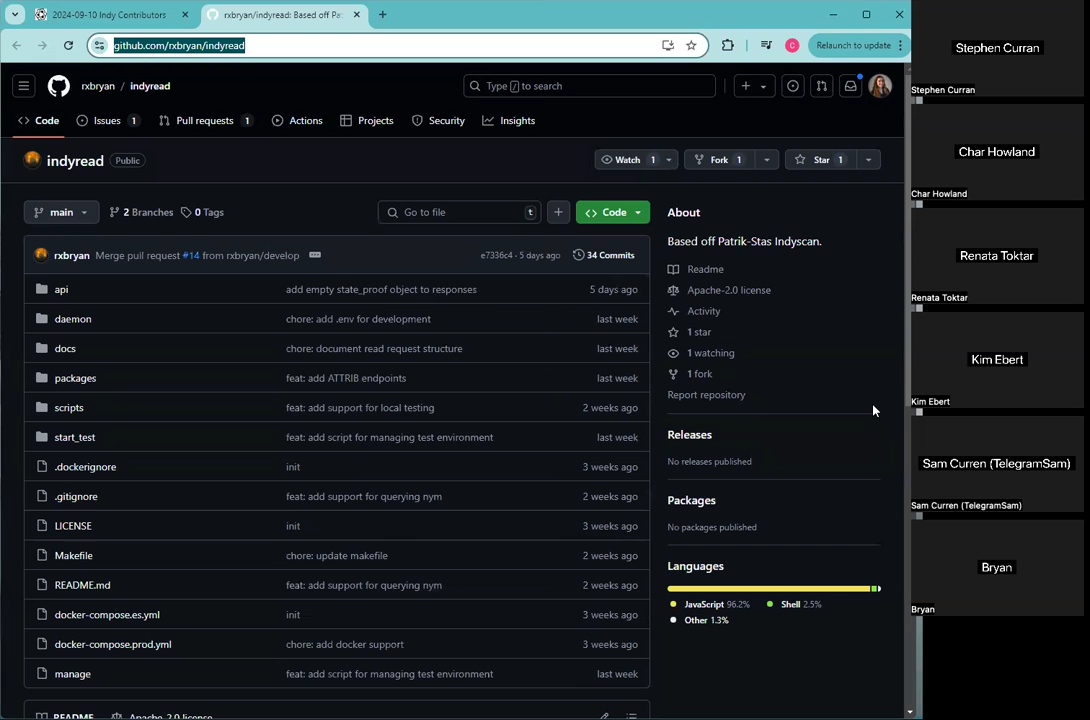 2024-09-10 Indy Contributors
rxbryan/indyread: Based off Pat
github.com/rxbryan/indyread
C
Relaunch to update
rxbryan / indyread
Type / to search
Code
Issues 1
Pull requests 1
Actions
Projects
Security
Insights
indyread
Public
Watch 1
Fork 1
Star 1
main
2 Branches
0 Tags
Go to file t
Code
rxbryan Merge pull request #14 from rxbryan/develop
e7336c4 · 5 days ago
34 Commits
api add empty state_proof object to responses 5 days ago
daemon chore: add .env for development last week
docs chore: document read request structure last week
packages feat: add ATTRIB endpoints last week
scripts feat: add support for local testing 2 weeks ago
start_test feat: add script for managing test environment last week
.dockerignore init 3 weeks ago
.gitignore feat: add support for querying nym 2 weeks ago
LICENSE init 3 weeks ago
Makefile chore: update makefile 2 weeks ago
README.md feat: add support for querying nym 2 weeks ago
docker-compose.es.yml init 3 weeks ago
docker-compose.prod.yml chore: add docker support 3 weeks ago
manage feat: add script for managing test environment last week
README Apache-2.0 license
About
Based off Patrik-Stas Indyscan.
Readme
Apache-2.0 license
Activity
1 star
1 watching
1 fork
Report repository
Releases
No releases published
Packages
No packages published
Languages
JavaScript 96.2% Shell 2.5%
Other 1.3%
Stephen Curran
Stephen Curran
Char Howland
Char Howland
Renata Toktar
Renata Toktar
Kim Ebert
Kim Ebert
Sam Curren (TelegramSam)
Sam Curren (TelegramSam)
Bryan
Bryan